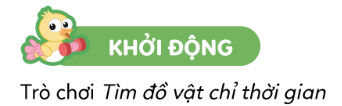 KHỞI ĐỘNG
Trò chơi Tìm đồ vật chỉ thời gian